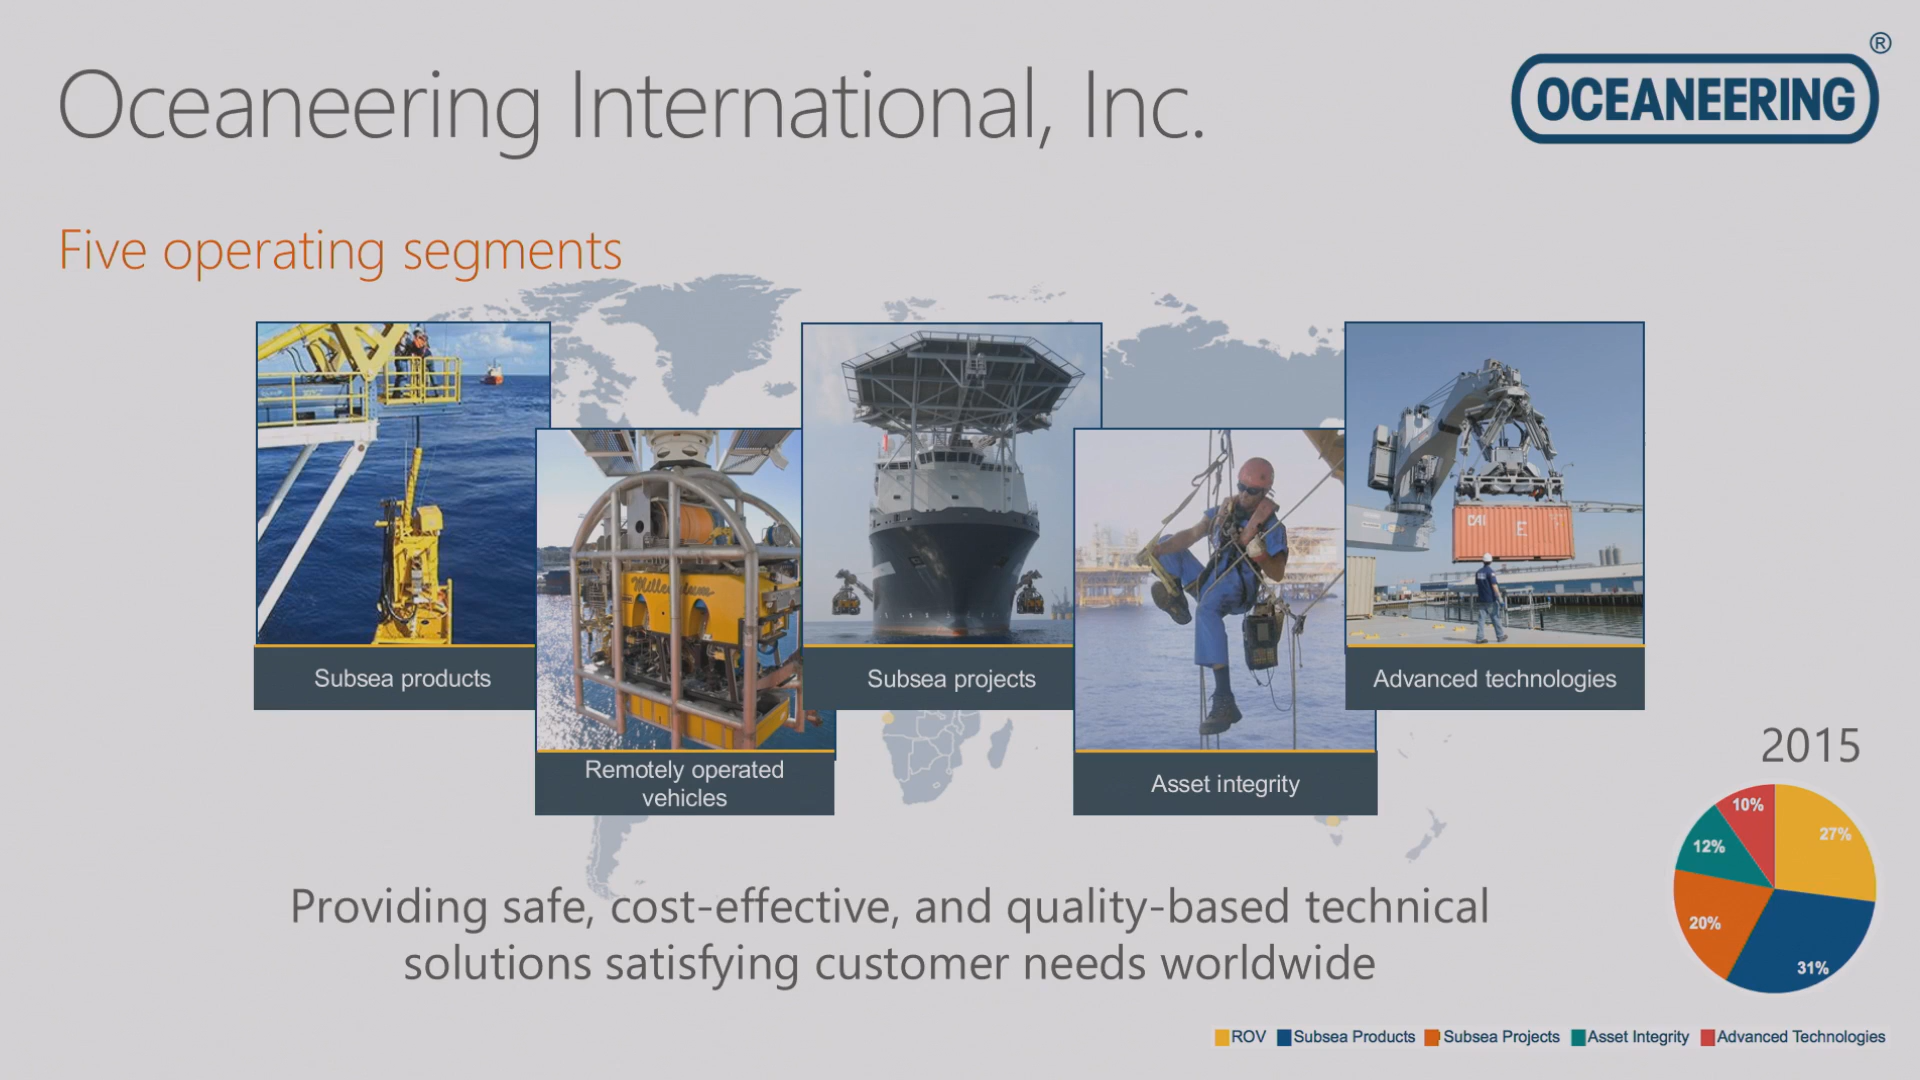 Oceaneering International, Inc.
OCEANEERING®
Five operating segments
Millennium
DAI
E
Subsea products
Subsea projects
Advanced technologies
Remotely operated
vehicles
Asset integrity
2015
10%
27%
12%
20%
31%
Providing safe, cost-effective, and quality-based technical
solutions satisfying customer needs worldwide
ROV Subsea Products Subsea Projects Asset Integrity Advanced Technologies